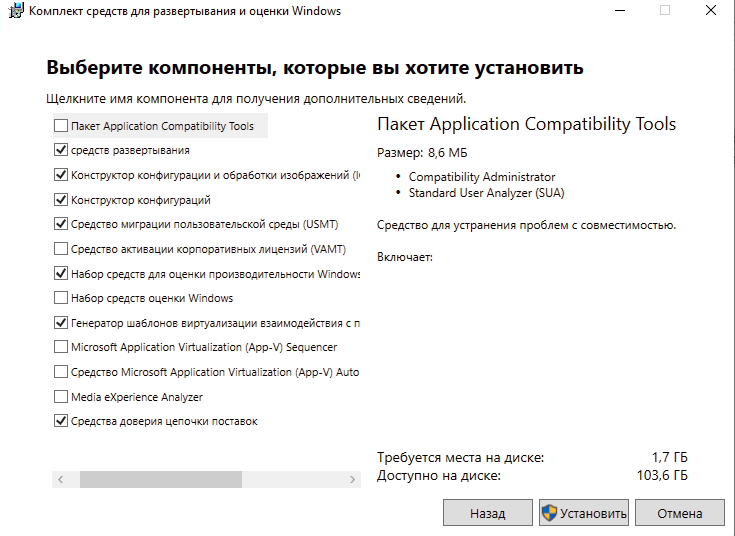 Комплект средств для развертывания и оценки Windows
Выберите компоненты, которые вы хотите установить
Щелкните имя компонента для получения дополнительных сведений.
Пакет Application Compatibility Tools
средств развертывания
Конструктор конфигурации и обработки изображений (I
Конструктор конфигураций
Средство миграции пользовательской среды (USMT)
Средство активации корпоративных лицензий (VAMT)
Набор средств для оценки производительности Windows
Набор средств оценки Windows
Генератор шаблонов виртуализации взаимодействия с п
Microsoft Application Virtualization (App-V) Sequencer
Средство Microsoft Application Virtualization (App-V) Auto
Media eXperience Analyzer
Средства доверия цепочки поставок
Пакет Application Compatibility Tools
Размер: 8,6 МБ
• Compatibility Administrator
• Standard User Analyzer (SUA)
Средство для устранения проблем с совместимостью.
Включает:
Требуется места на диске: 1,7 ГБ
Доступно на диске: 103,6 ГБ
Назад
Установить
Отмена